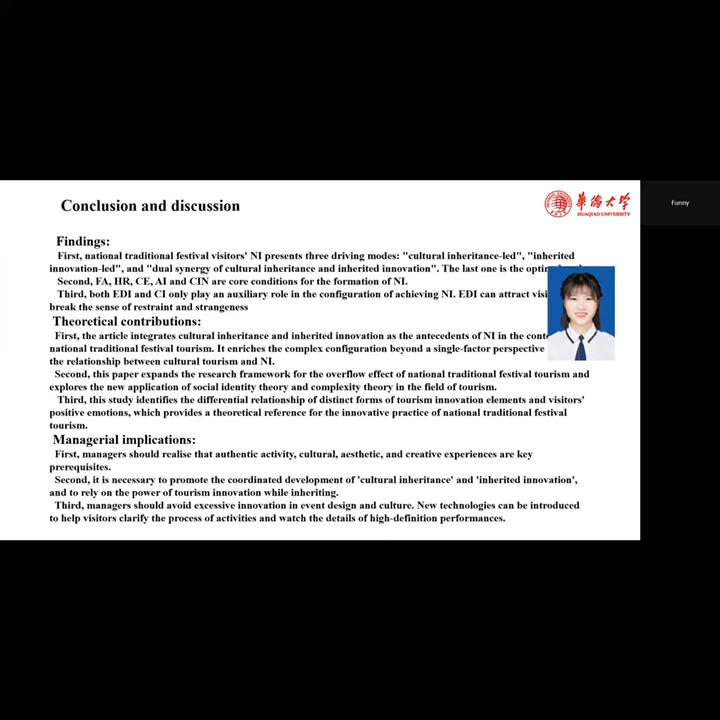 Conclusion and discussion
華僑大學
HUAQIAO UNIVERSITY
Funny
Findings:
First, national traditional festival visitors' NI presents three driving modes: "cultural inheritance-led", "inherited
innovation-led", and "dual synergy of cultural inheritance and inherited innovation". The last one is the
Second, FA, HR, CE, AI and CIN are core conditions for the formation of NI.
Third, both EDI and CI only play an auxiliary role in the configuration of achieving NI. EDI can attract
break the sense of restraint and strangeness
Theoretical contributions:
First, the article integrates cultural inheritance and inherited innovation as the antecedents of NI in the
national traditional festival tourism. It enriches the complex configuration beyond a single-factor perspective
the relationship between cultural tourism and NI.
Second, this paper expands the research framework for the overflow effect of national traditional festival tourism and
explores the new application of social identity theory and complexity theory in the field of tourism.
Third, this study identifies the differential relationship of distinct forms of tourism innovation elements and visitors'
positive emotions, which provides a theoretical reference for the innovative practice of national traditional festival
tourism.
Managerial implications:
First, managers should realise that authentic activity, cultural, aesthetic, and creative experiences are key
prerequisites.
Second, it is necessary to promote the coordinated development of 'cultural inheritance' and 'inherited innovation',
and to rely on the power of tourism innovation while inheriting.
Third, managers should avoid excessive innovation in event design and culture. New technologies can be introduced
to help visitors clarify the process of activities and watch the details of high-definition performances.